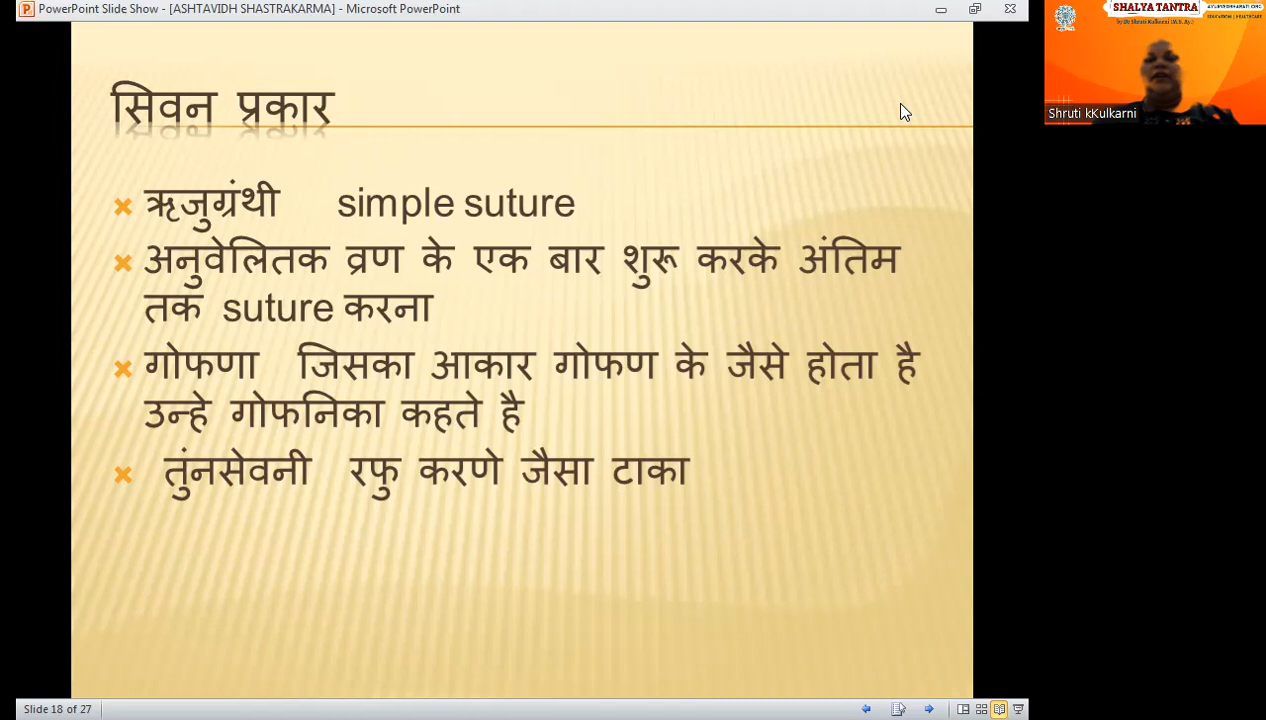 PowerPoint Slide Show - [ASHTAVIDH SHASTRAKARMA] - Microsoft PowerPoint
सिवन प्रकार
ऋजुग्रंथी simple suture
अनुवेलितक व्रण के एक बार शुरू करके अंतिम
तक suture करना
गोफणा जिसका आकार गोफण के जैसे होता है
उन्हे गोफनिका कहते है
तुंनसेवनी रफु करणे जैसा टाका
Slide 18 of 27
SHALYA TANTRA
EDUCATION | HEALTHCARE
Shruti kKulkarni